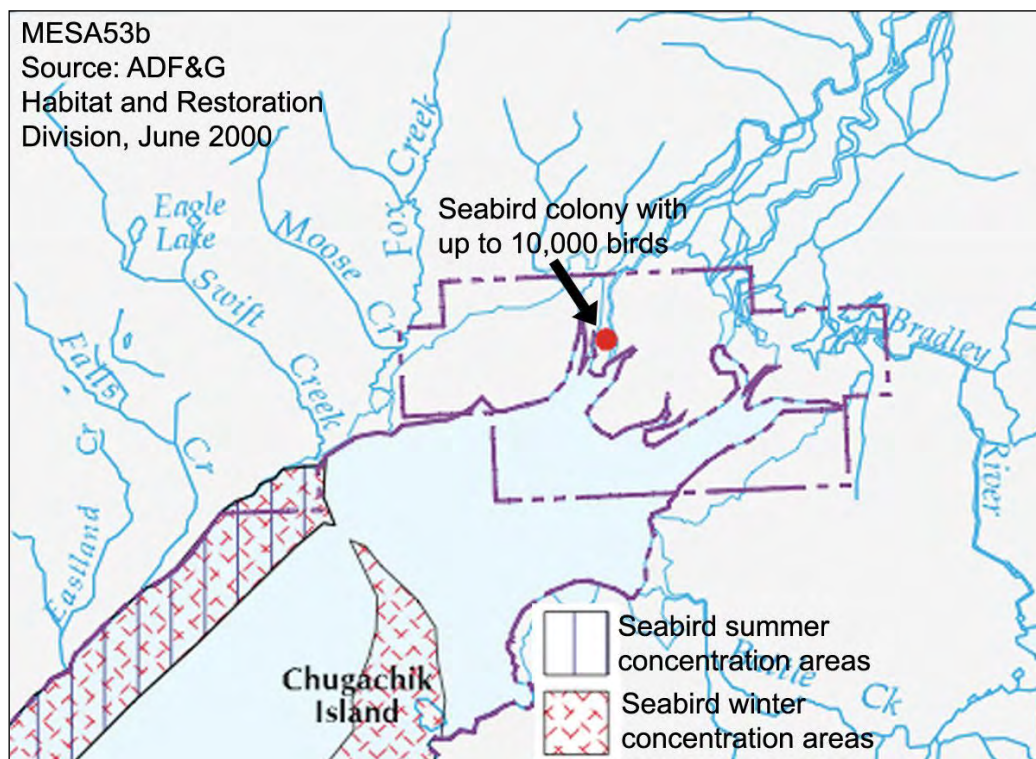 MESA53b
Source: ADF&G
Habitat and Restoration
Division, June 2000
Fox Creek
Eagle
Lake
Moose Cr
Swift Creek
Seabird colony with
up to 10,000 birds
Falls Cr
Bradley River
Eastland Cr
Chugachik
Island
Seabird summer
concentration areas
Seabird winter
concentration areas
Ck